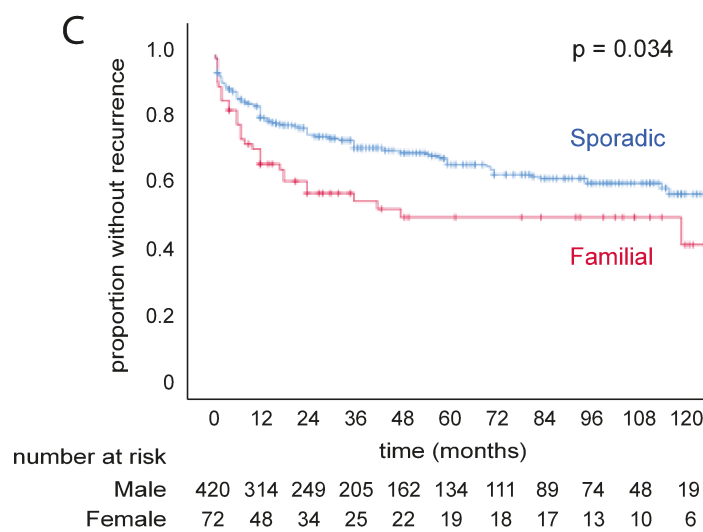 C
p = 0.034
1.0
0.8
0.6
0.4
0.2
0
proportion without recurrence
Sporadic
Familial
0 12 24 36 48 60 72 84 96 108 120
time (months)
number at risk
Male 420 314 249 205 162 134 111 89 74 48 19
Female 72 48 34 25 22 19 18 17 13 10 6